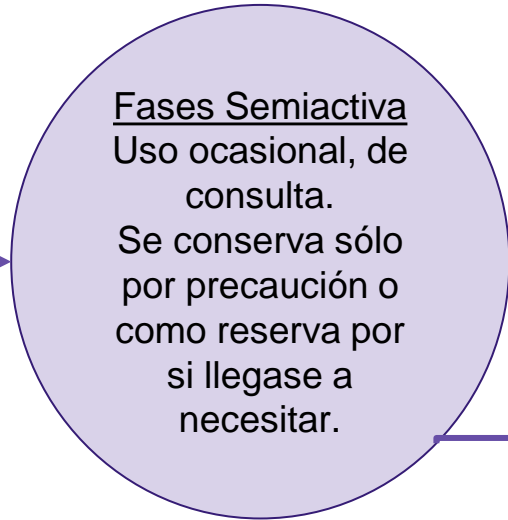 Fases Semiactiva
Uso ocasional, de
consulta.
Se conserva sólo
por precaución o
como reserva por
si llegase a
necesitar.